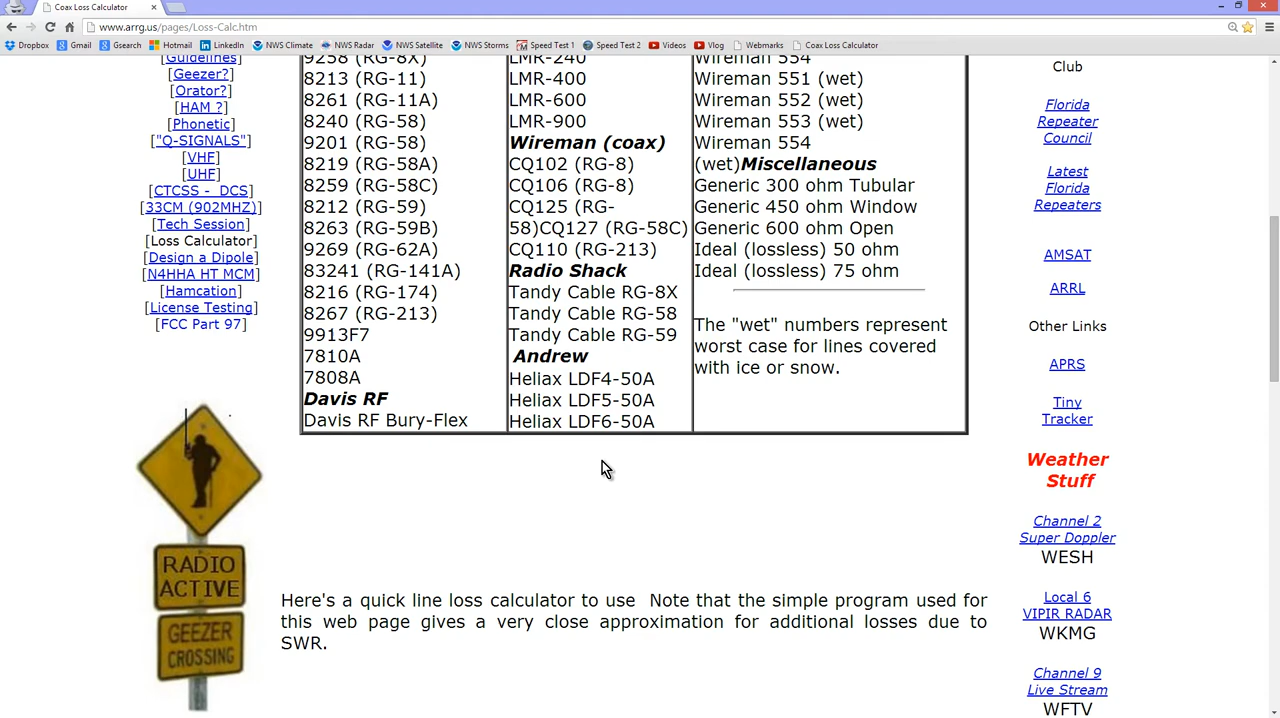 Coax Loss Calculator
www.arrg.us/pages/Loss-Calc.htm
Dropbox
Gmail
Gsearch
Hotmail
LinkedIn
NWS Climate
NWS Radar
NWS Satellite
NWS Storms
Speed Test 1
Speed Test 2
Videos
Vlog
Webmarks
Coax Loss Calculator
[Guidelines]
[Geezer?]
[Orator?]
[HAM ?]
[Phonetic]
["Q-SIGNALS"]
[VHF]
[UHF]
[CTCSS - DCS]
[33CM (902MHZ)]
[Tech Session]
[Loss Calculator]
[Design a Dipole]
[N4HHA HT MCM]
[Hamcation]
[License Testing]
[FCC Part 97]
RADIO
ACTIVE
GEEZER
CROSSING
9258 (RG-8X)
8213 (RG-11)
8261 (RG-11A)
8240 (RG-58)
9201 (RG-58)
8219 (RG-58A)
8259 (RG-58C)
8212 (RG-59)
8263 (RG-59B)
9269 (RG-62A)
83241 (RG-141A)
8216 (RG-174)
8267 (RG-213)
9913F7
7810A
7808A
Davis RF
Davis RF Bury-Flex
LMR-240
LMR-400
LMR-600
LMR-900
Wireman (coax)
CQ102 (RG-8)
CQ106 (RG-8)
CQ125 (RG-
58)CQ127 (RG-58C)
CQ110 (RG-213)
Radio Shack
Tandy Cable RG-8X
Tandy Cable RG-58
Tandy Cable RG-59
Andrew
Heliax LDF4-50A
Heliax LDF5-50A
Heliax LDF6-50A
Wireman 554
Wireman 551 (wet)
Wireman 552 (wet)
Wireman 553 (wet)
Wireman 554
(wet)Miscellaneous
Generic 300 ohm Tubular
Generic 450 ohm Window
Generic 600 ohm Open
Ideal (lossless) 50 ohm
Ideal (lossless) 75 ohm
The "wet" numbers represent
worst case for lines covered
with ice or snow.
Here's a quick line loss calculator to use Note that the simple program used for
this web page gives a very close approximation for additional losses due to
SWR.
Club
Florida
Repeater
Council
Latest
Florida
Repeaters
AMSAT
ARRL
Other Links
APRS
Tiny
Tracker
Weather
Stuff
Channel 2
Super Doppler
WESH
Local 6
VIPIR RADAR
WKMG
Channel 9
Live Stream
WFTV